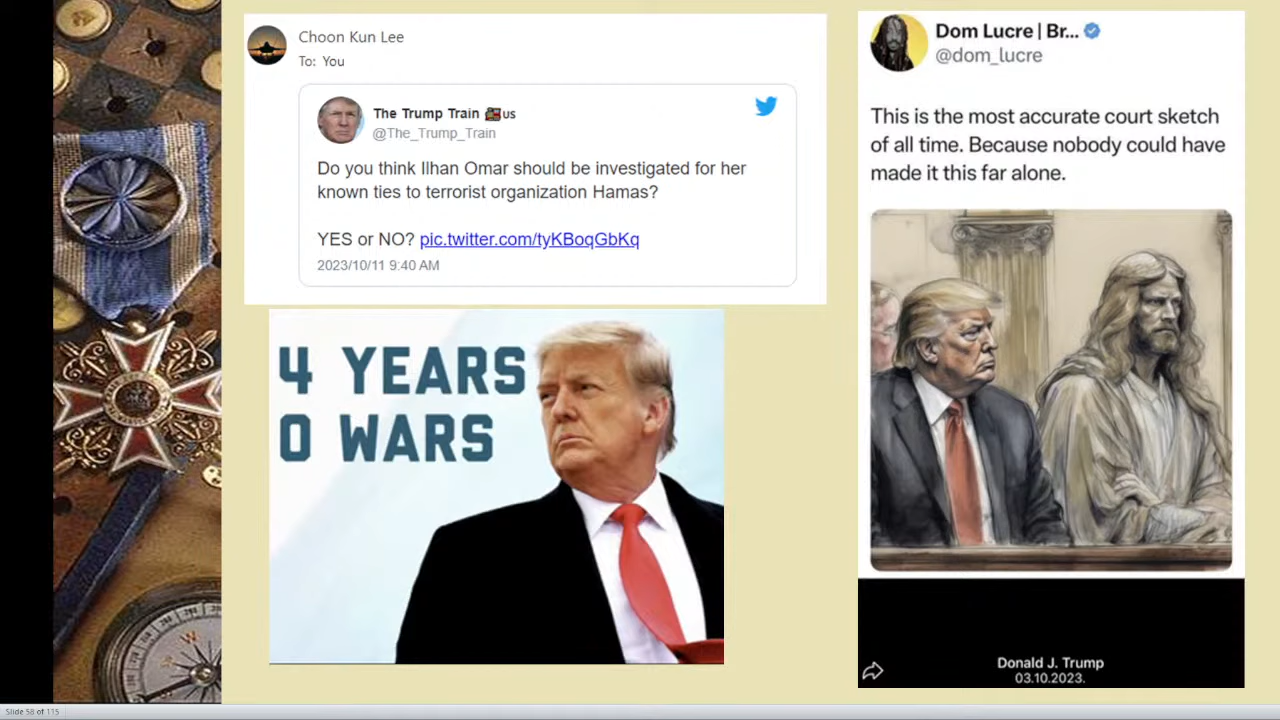 Choon Kun Lee
To: You
The Trump Train us
@The_Trump_Train
Do you think Ilhan Omar should be investigated for her
known ties to terrorist organization Hamas?
YES or NO? pic.twitter.com/tyKBoqGbKq
2023/10/11 9:40 AM
4 YEARS
0 WARS
Dom Lucre | Br...
@dom_lucre
This is the most accurate court sketch
of all time. Because nobody could have
made it this far alone.
Donald J. Trump
03.10.2023.
Slide 58 of 115